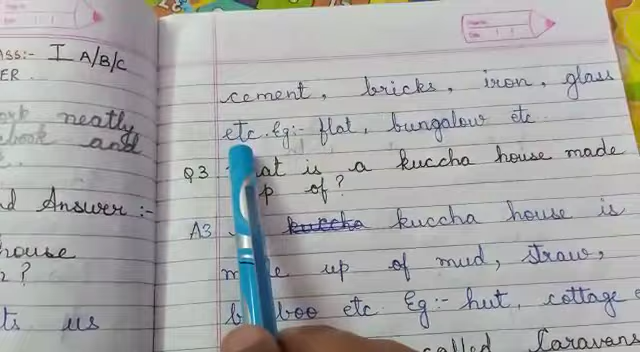 ASS:- I A/B/C
ER.
neatly
book and
nd Answer:-
house
?
ts us
cement, bricks, iron, glass
etc. Eg:- flat, bungalow etc.
Q3 is a kuccha house made
of?
A3 kuccha kuccha house is
up of mud, straw,
etc. Eg:- hut, cottage
called Caravans